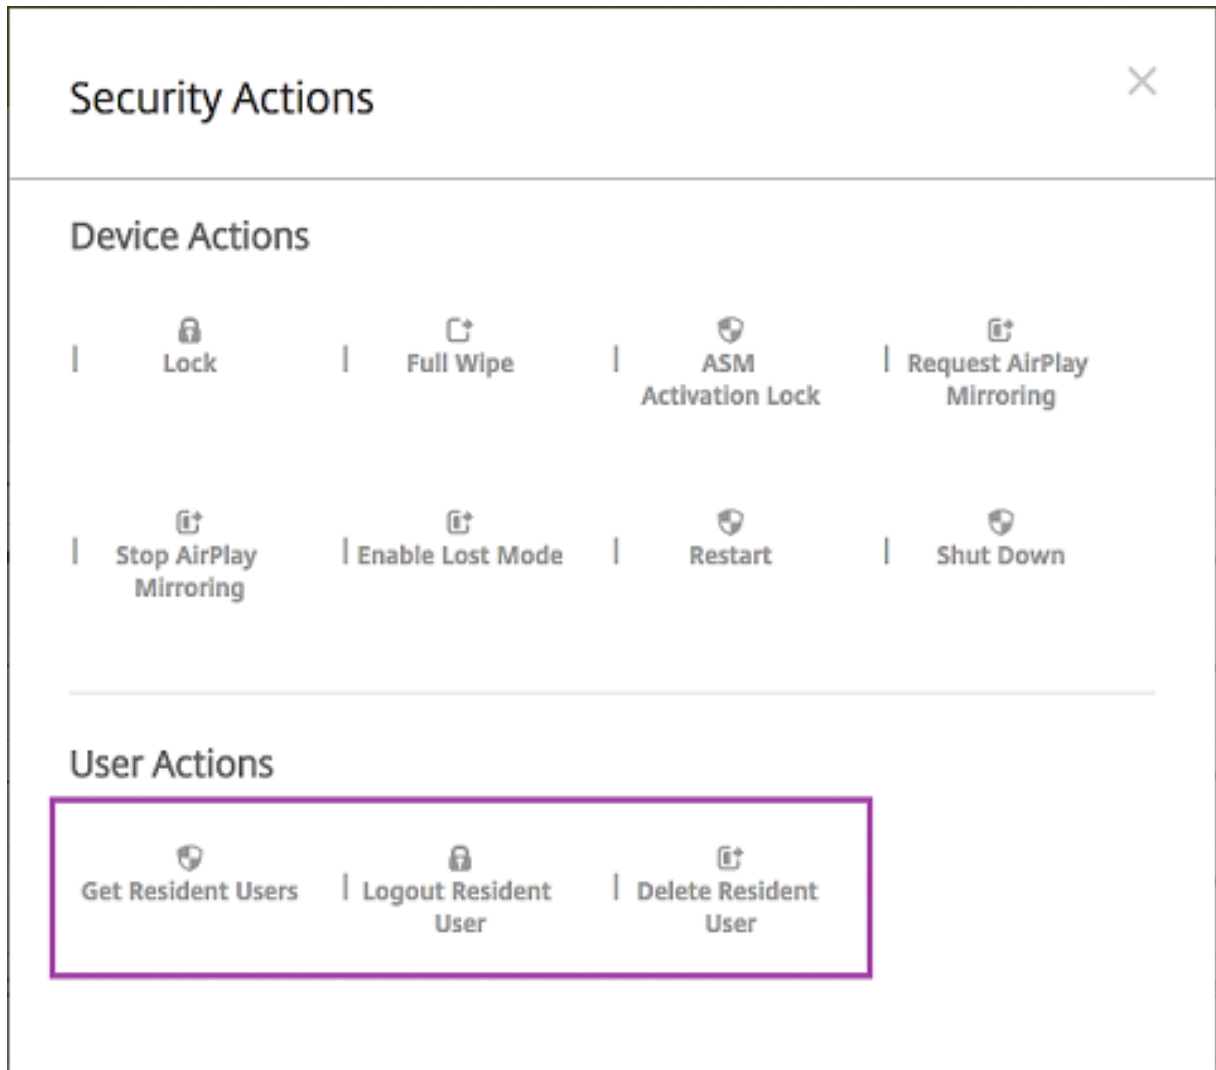 Security Actions
Device Actions
Lock
Full Wipe
ASM
Activation Lock
Request AirPlay
Mirroring
Stop AirPlay
Mirroring
Enable Lost Mode
Restart
Shut Down
User Actions
Get Resident Users
Logout Resident
User
Delete Resident
User